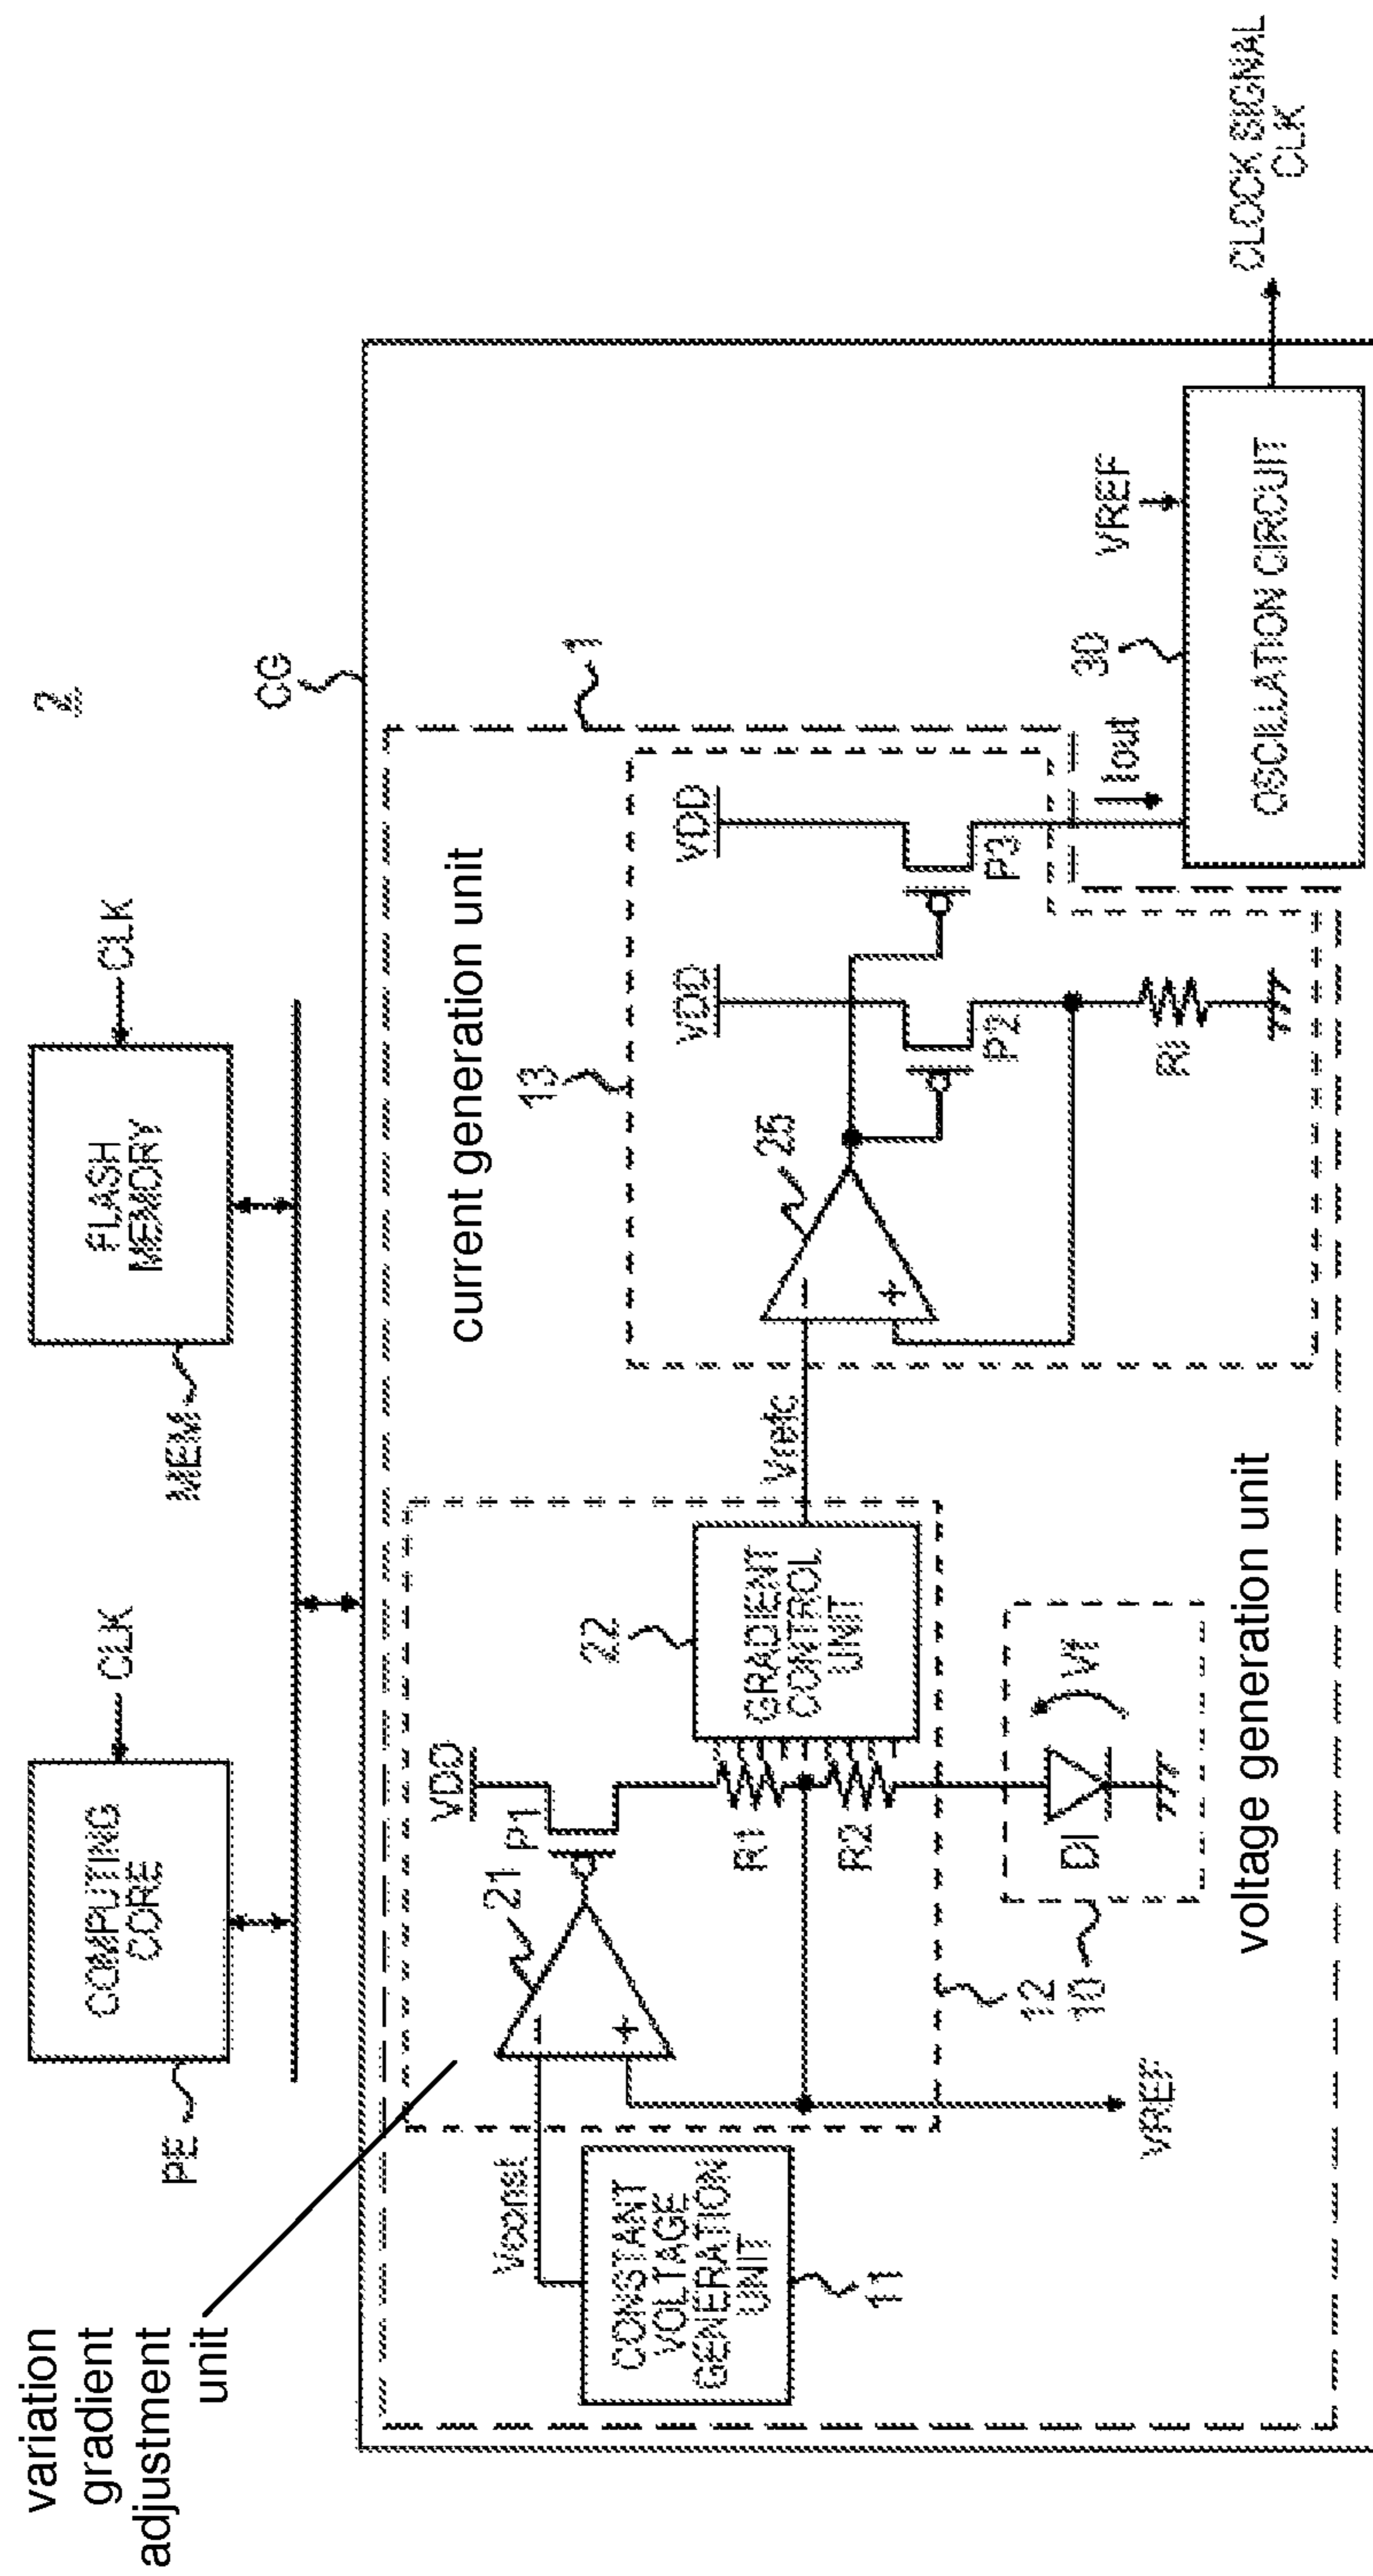 2
COMPUTING
CORE
PE
CLK
FLASH
MEMORY
MEM
CLK
CG
variation
gradient
adjustment
unit
current generation unit
1
13
CONSTANT
VOLTAGE
GENERATION
UNIT
11
Vconst
21
-
+
VDD
P1
R1
R2
22
GRADIENT
CONTROL
UNIT
Vrefc
12
10
DI
Vf
VREF
voltage generation unit
25
-
+
VDD
P2
Ri
VDD
P3
Iout
30
VREF
OSCILLATION CIRCUIT
CLOCK SIGNAL
CLK